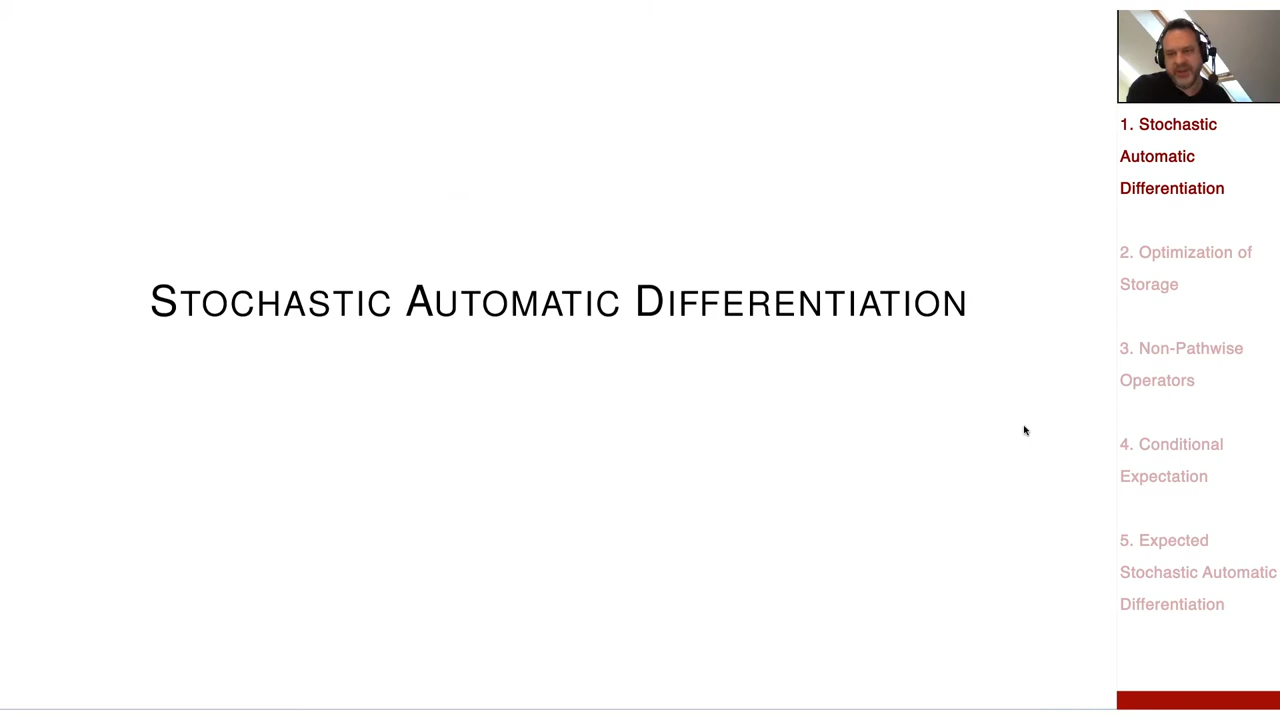 STOCHASTIC AUTOMATIC DIFFERENTIATION
1. Stochastic
Automatic
Differentiation
2. Optimization of
Storage
3. Non-Pathwise
Operators
4. Conditional
Expectation
5. Expected
Stochastic Automatic
Differentiation